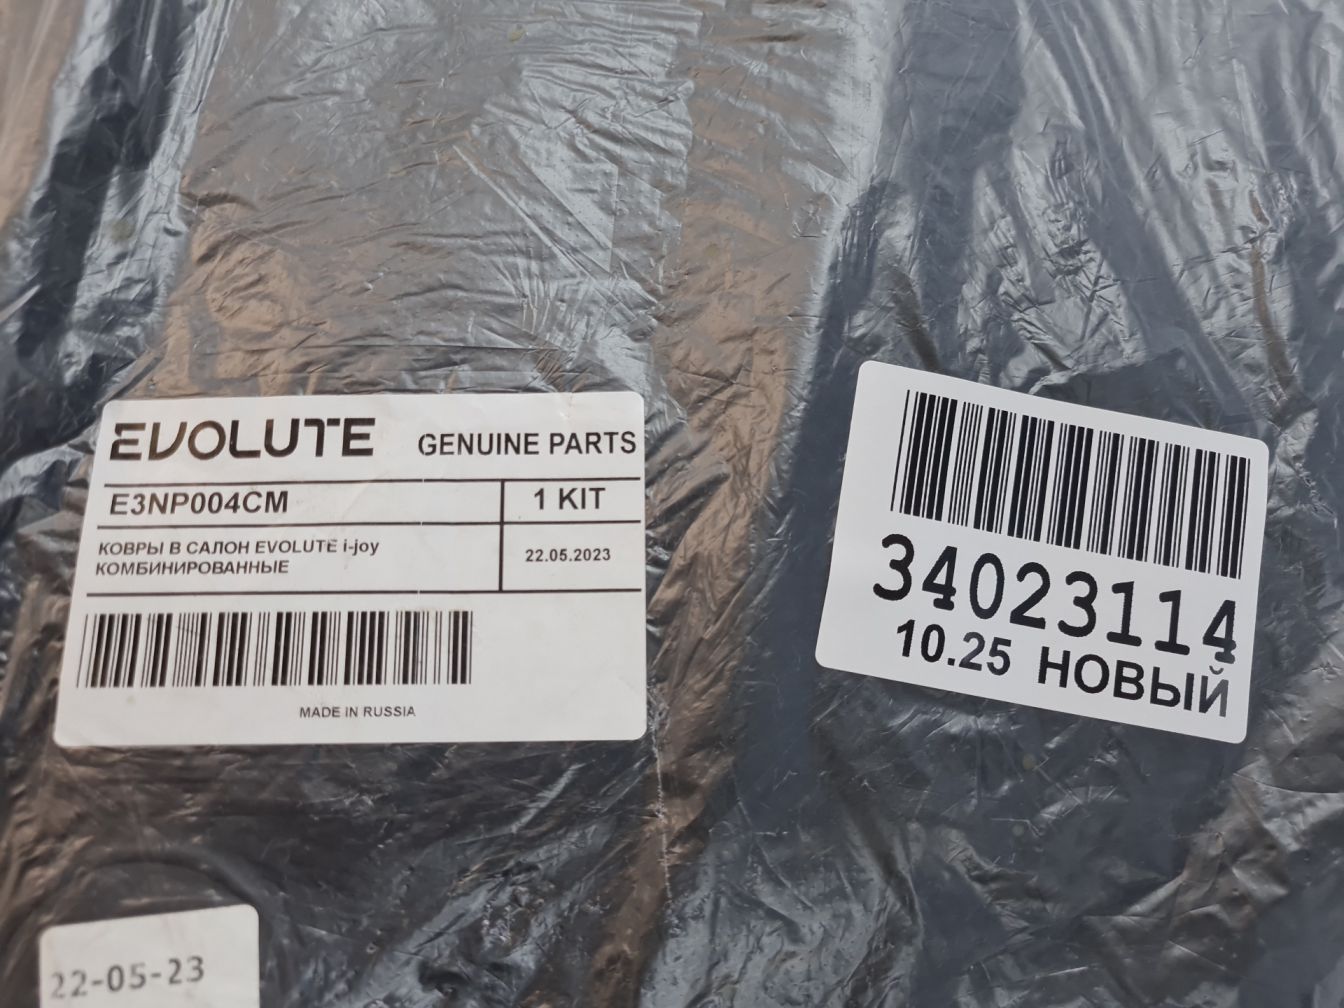 EVOLUTE GENUINE PARTS
E3NP004CM 1 KIT
КОВРЫ В САЛОН EVOLUTE i-joy
КОМБИНИРОВАННЫЕ
22.05.2023
MADE IN RUSSIA
34023114
10.25 НОВЫЙ
22-05-23